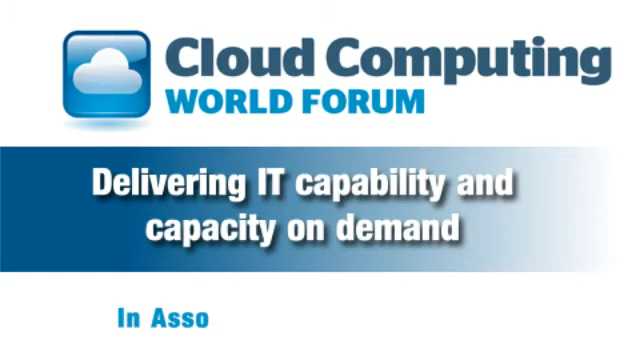 Cloud Computing
WORLD FORUM
Delivering IT capability and
capacity on demand
In Asso